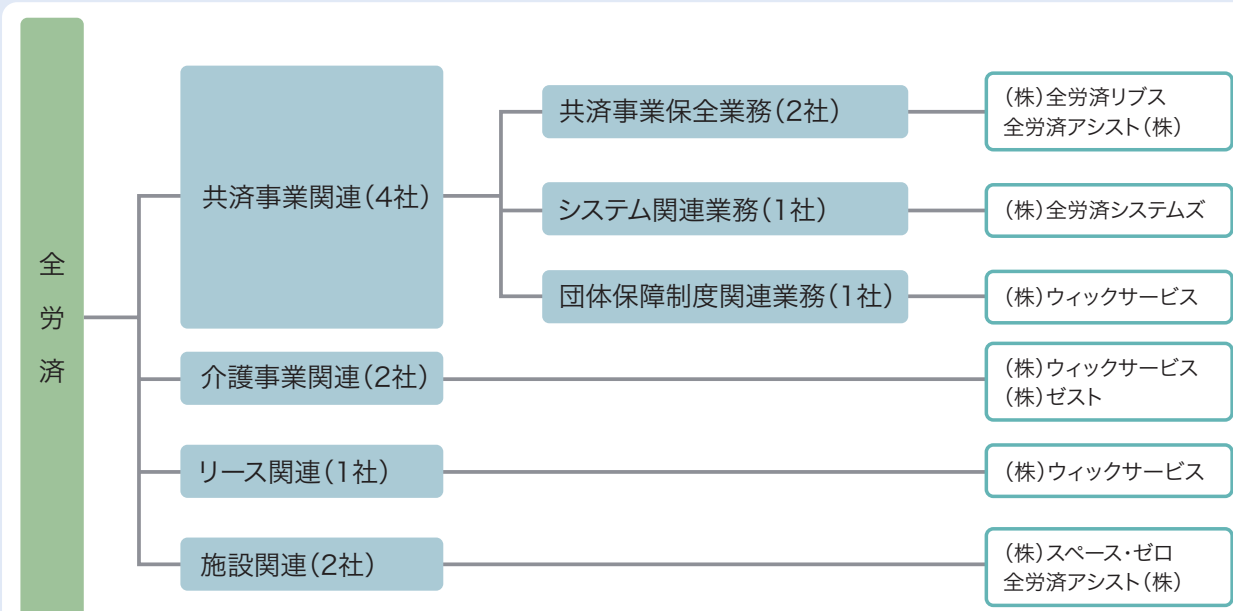 全労済
共済事業関連(4社)
共済事業保全業務(2社)
(株)全労済リブス
全労済アシスト(株)
システム関連業務(1社)
(株)全労済システムズ
団体保障制度関連業務(1社)
(株)ウィックサービス
介護事業関連(2社)
(株)ウィックサービス
(株)ゼスト
リース関連(1社)
(株)ウィックサービス
施設関連(2社)
(株)スペース・ゼロ
全労済アシスト(株)